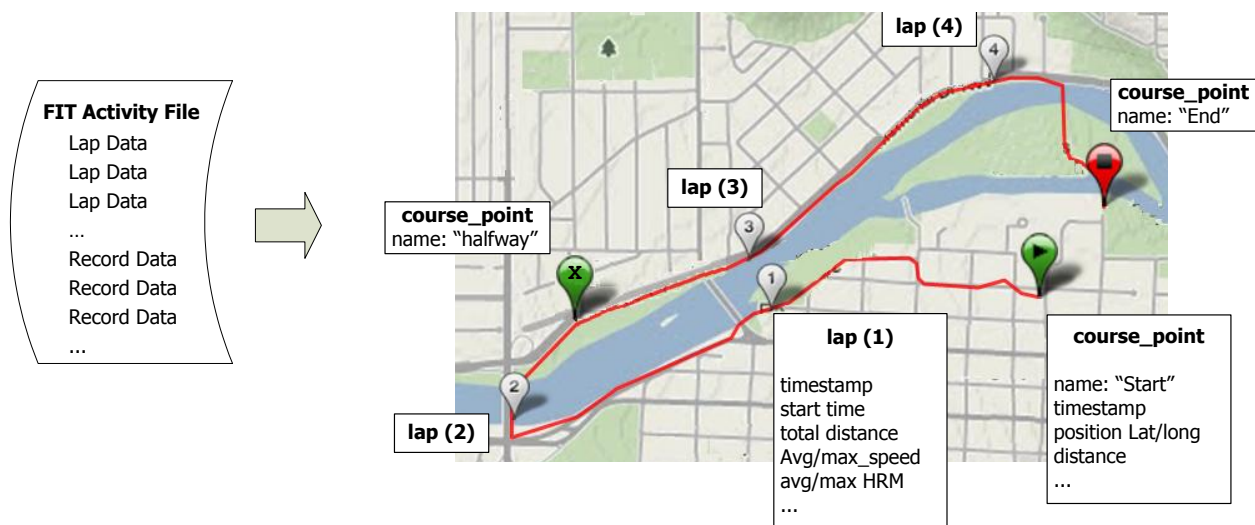 FIT Activity File
Lap Data
Lap Data
Lap Data
...
Record Data
Record Data
Record Data
...
lap (4)
4
course_point
name: “End”
lap (3)
3
course_point
name: “halfway”
X
1
2
lap (2)
lap (1)
timestamp
start time
total distance
Avg/max_speed
avg/max HRM
...
course_point
name: “Start”
timestamp
position Lat/long
distance
...